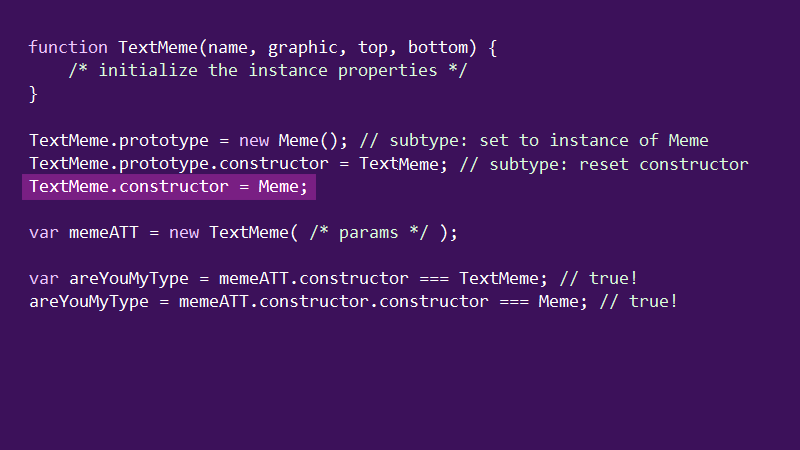 function TextMeme(name, graphic, top, bottom) {
    /* initialize the instance properties */
}
TextMeme.prototype = new Meme(); // subtype: set to instance of Meme
TextMeme.prototype.constructor = TextMeme; // subtype: reset constructor
TextMeme.constructor = Meme;
var memeATT = new TextMeme( /* params */ );
var areYouMyType = memeATT.constructor === TextMeme; // true!
areYouMyType = memeATT.constructor.constructor === Meme; // true!